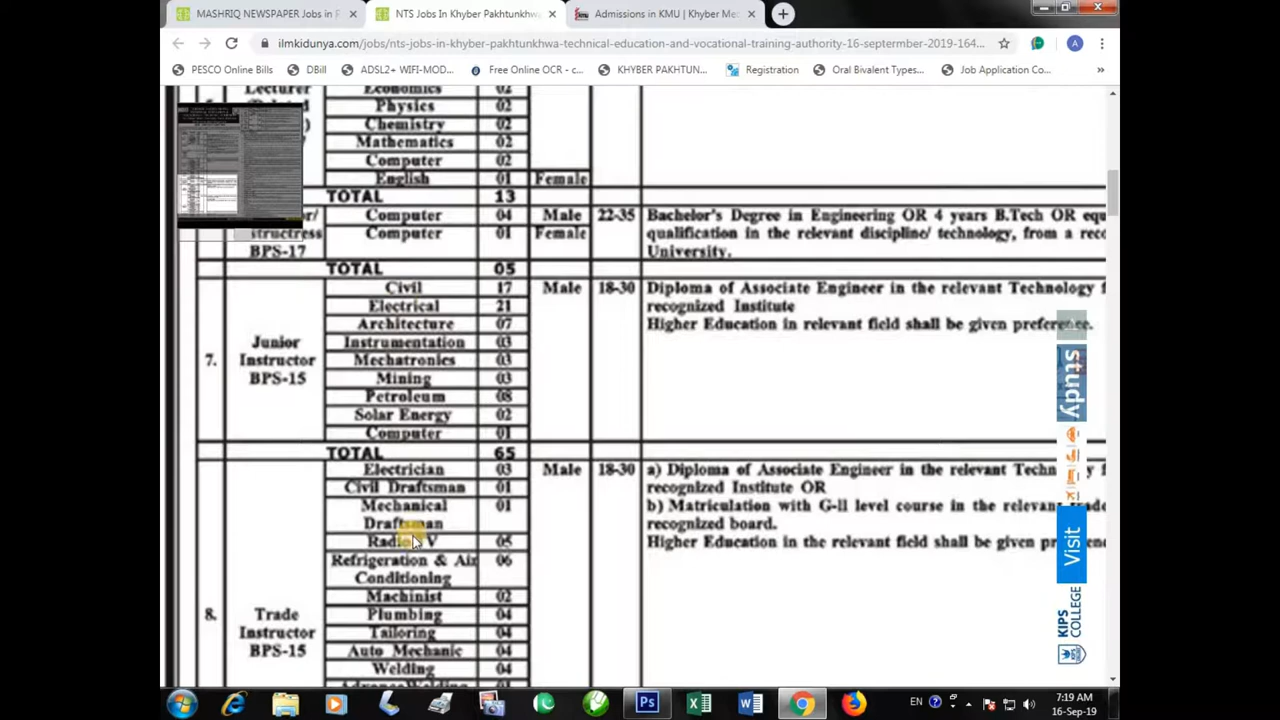 MASHRIQ NEWSPAPER Jobs in P
NTS Jobs In Khyber Pakhtunkhwa
Admissions in KMU | Khyber Me
ilmkidunya.com/jobs/nts-jobs-in-khyber-pakhtunkhwa-technical-education-and-vocational-training-authority-16-septermber-2019-164...
A
PESCO Online Bills
DBill
ADSL2+ WIFI-MOD...
Free Online OCR - c...
KHYBER PAKHTUN...
Registration
Oral Bivalent Types...
Job Application Co...
»
Lecturer Economics 02
Physics 02
Chemistry 02
Mathematics 02
Computer 02
English 01 Female
TOTAL 13
Computer 04 Male 22-35 Bachelor's Degree in Engineering OR 4 years B.Tech OR equ
structress Computer 01 Female qualification in the relevant discipline/ technology, from a reco
BPS-17 University.
TOTAL 05
Civil 17 Male 18-30 Diploma of Associate Engineer in the relevant Technology f
Electrical 21 recognized Institute
Architecture 07 Higher Education in relevant field shall be given preference.
Junior Instrumentation 03
7. Instructor Mechatronics 03
BPS-15 Mining 03
Petroleum 08
Solar Energy 02
Computer 01
TOTAL 65
Electrician 03 Male 18-30 a) Diploma of Associate Engineer in the relevant Techn
Civil Draftsman 01 recognized Institute OR
Mechanical 01 b) Matriculation with G-II level course in the relevan
Draftsman recognized board.
05 Higher Education in the relevant field shall be given
Refrigeration & Air 06
Conditioning
Machinist 02
8. Trade Plumbing 04
Instructor Tailoring 04
BPS-15 Auto Mechanic 04
Welding 04
study
Visit
KIPS COLLEGE
EN
7:19 AM
16-Sep-19